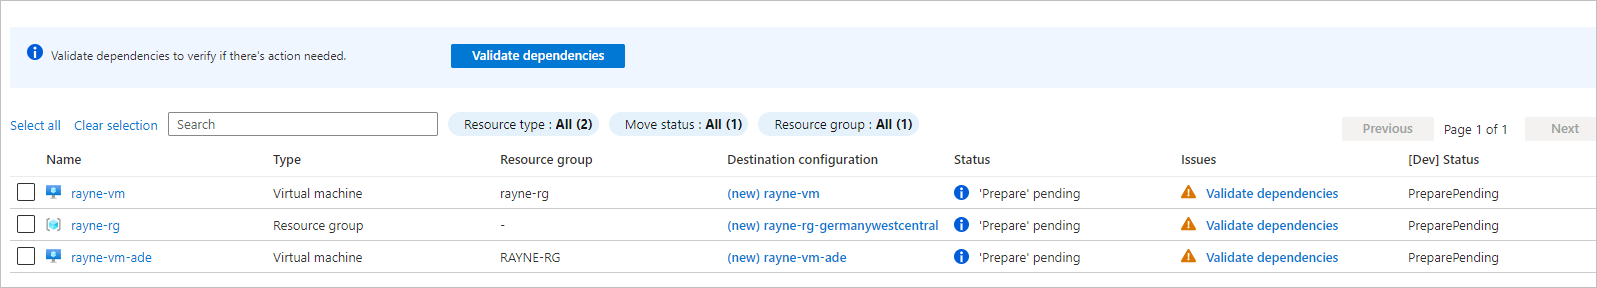 Validate dependencies to verify if there's action needed. Validate dependencies
Select all Clear selection Search Resource type : All (2) Move status : All (1) Resource group : All (1) Previous Page 1 of 1 Next
Name Type Resource group Destination configuration Status Issues [Dev] Status
rayne-vm Virtual machine rayne-rg (new) rayne-vm 'Prepare' pending Validate dependencies PreparePending
rayne-rg Resource group - (new) rayne-rg-germanywestcentral 'Prepare' pending Validate dependencies PreparePending
rayne-vm-ade Virtual machine RAYNE-RG (new) rayne-vm-ade 'Prepare' pending Validate dependencies PreparePending